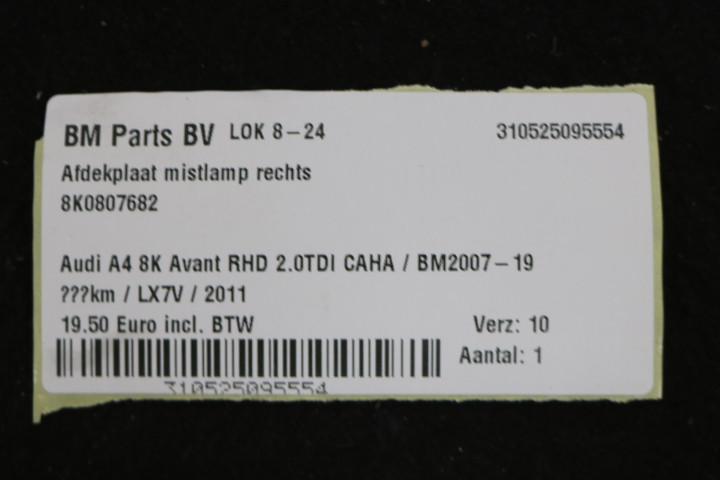 BM Parts BV LOK 8-24 310525095554
Afdekplaat mistlamp rechts
8K0807682
Audi A4 8K Avant RHD 2.0TDI CAHA / BM2007-19
???km / LX7V / 2011
19.50 Euro incl. BTW Verz: 10
Aantal: 1
310525095554